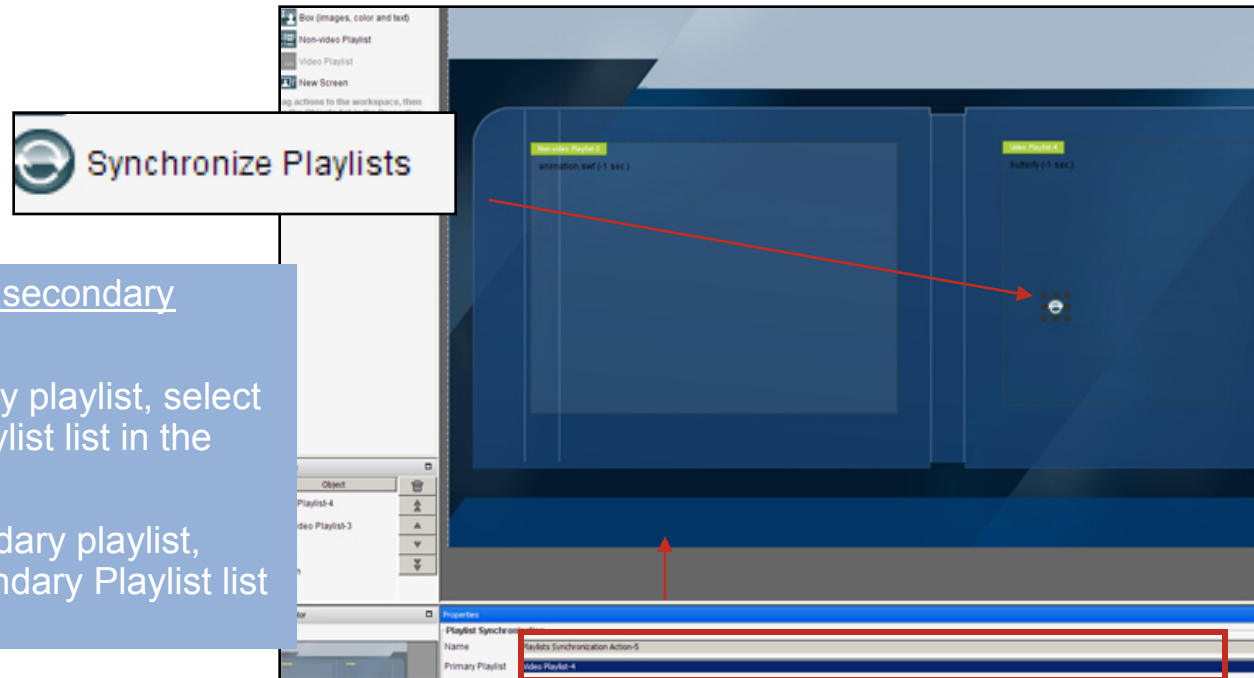 Box (images, color and text)
Non-video Playlist
Video Playlist
New Screen
ag actions to the workspace, then
Synchronize Playlists
Non-video Playlist-3
animation.swf (-1 sec.)
Video Playlist-4
butterfly (-1 sec.)
secondary
y playlist, select
ylist list in the
dary playlist,
ndary Playlist list
Object
Playlist-4
deo Playlist-3
Properties
Playlist Synchronization
Name
Playlists Synchronization Action-5
Primary Playlist
Video Playlist-4